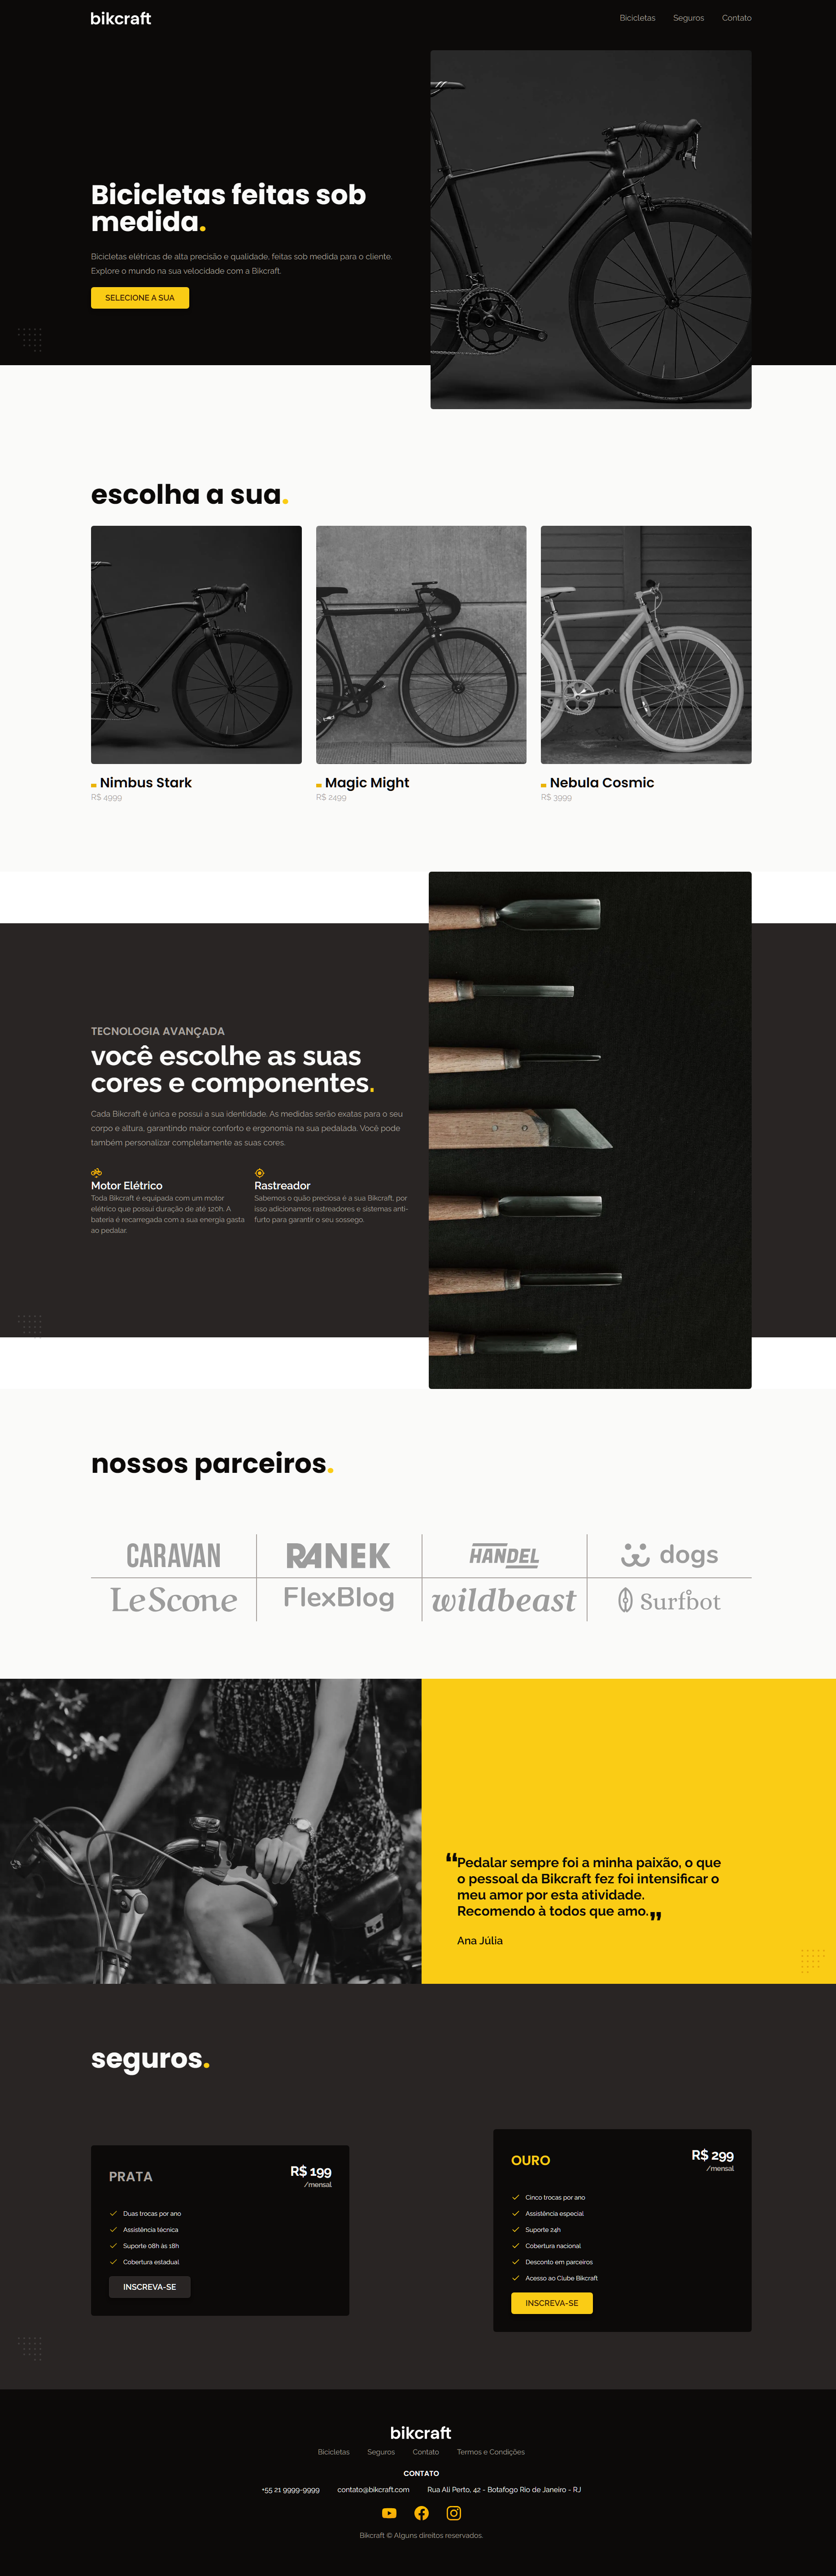 bikcraft
Bicicletas Seguros Contato
Bicicletas feitas sob
medida.
Bicicletas elétricas de alta precisão e qualidade, feitas sob medida para o cliente.
Explore o mundo na sua velocidade com a Bikcraft.
SELECIONE A SUA
escolha a sua.
Nimbus Stark
R$ 4999
Magic Might
R$ 2499
Nebula Cosmic
R$ 3999
TECNOLOGIA AVANÇADA
você escolhe as suas
cores e componentes.
Cada Bikcraft é única e possuí a sua identidade. As medidas serão exatas para o seu
corpo e altura, garantindo maior conforto e ergonomia na sua pedalada. Você pode
também personalizar completamente as suas cores.
Motor Elétrico
Toda Bikcraft é equipada com um motor
elétrico que possuí duração de até 120h. A
bateria é recarregada com a sua energia gasta
ao pedalar.
Rastreador
Sabemos o quão preciosa é a sua Bikcraft, por
isso adicionamos rastreadores e sistemas anti-
furto para garantir o seu sossego.
nossos parceiros.
CARAVAN
RANEK
HANDEL
dogs
LeScone
FlexBlog
wildbeast
Surfbot
“Pedalar sempre foi a minha paixão, o que
o pessoal da Bikcraft fez foi intensificar o
meu amor por esta atividade.
Recomendo à todos que amo.”
Ana Júlia
seguros.
PRATA
R$ 199
/mensal
Duas trocas por ano
Assistência técnica
Suporte 08h às 18h
Cobertura estadual
INSCREVA-SE
OURO
R$ 299
/mensal
Cinco trocas por ano
Assistência especial
Suporte 24h
Cobertura nacional
Desconto em parceiros
Acesso ao Clube Bikcraft
INSCREVA-SE
bikcraft
Bicicletas Seguros Contato Termos e Condições
CONTATO
+55 21 9999-9999 contato@bikcraft.com Rua Ali Perto, 42 - Botafogo Rio de Janeiro - RJ
Bikcraft © Alguns direitos reservados.